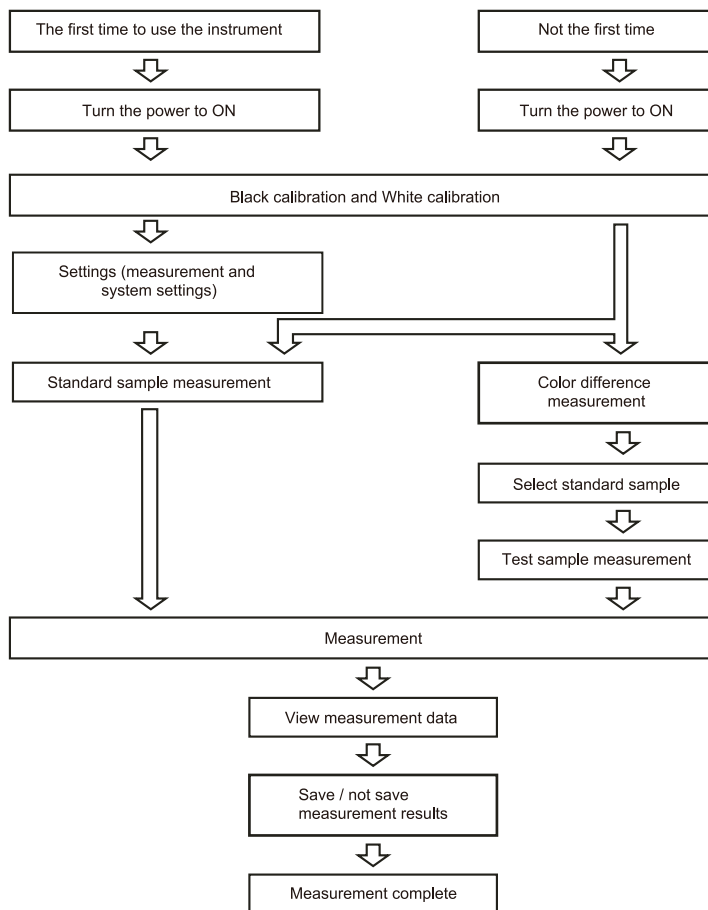 The first time to use the instrument
Not the first time
Turn the power to ON
Turn the power to ON
Black calibration and White calibration
Settings (measurement and
system settings)
Standard sample measurement
Color difference
measurement
Select standard sample
Test sample measurement
Measurement
View measurement data
Save / not save
measurement results
Measurement complete